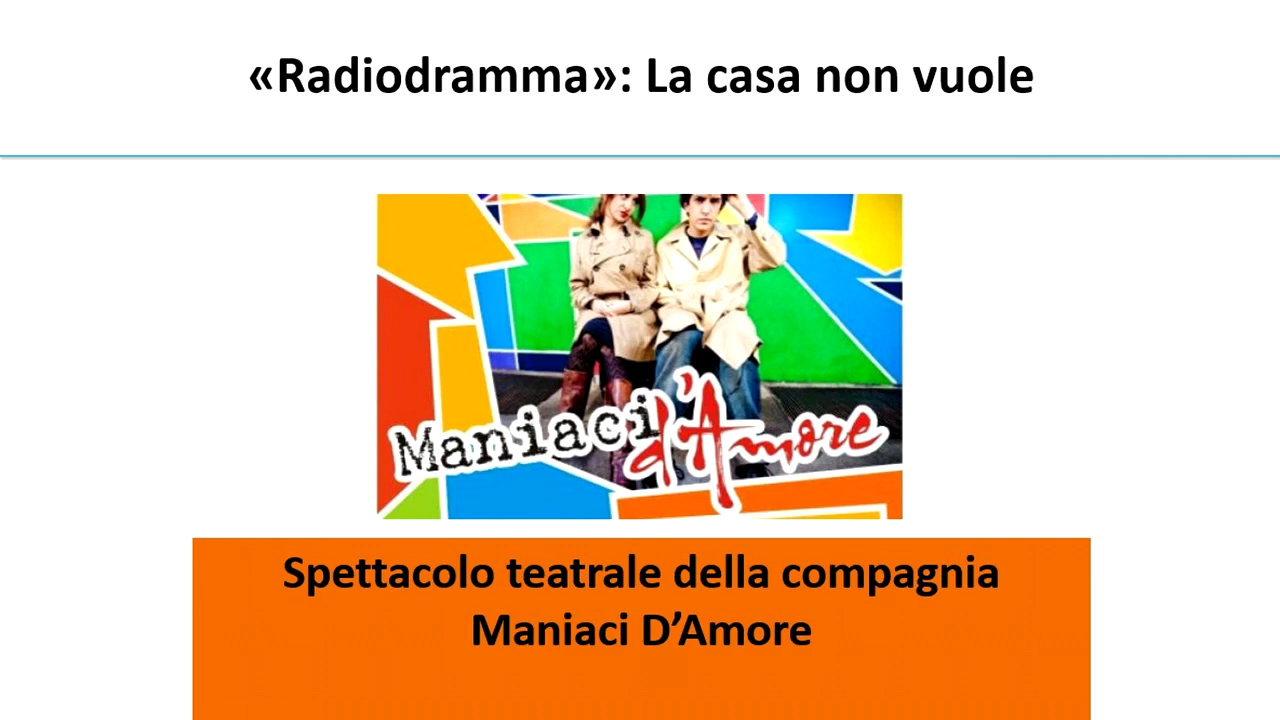 «Radiodramma»: La casa non vuole
Maniaci d'Amore
Spettacolo teatrale della compagnia
Maniaci D’Amore